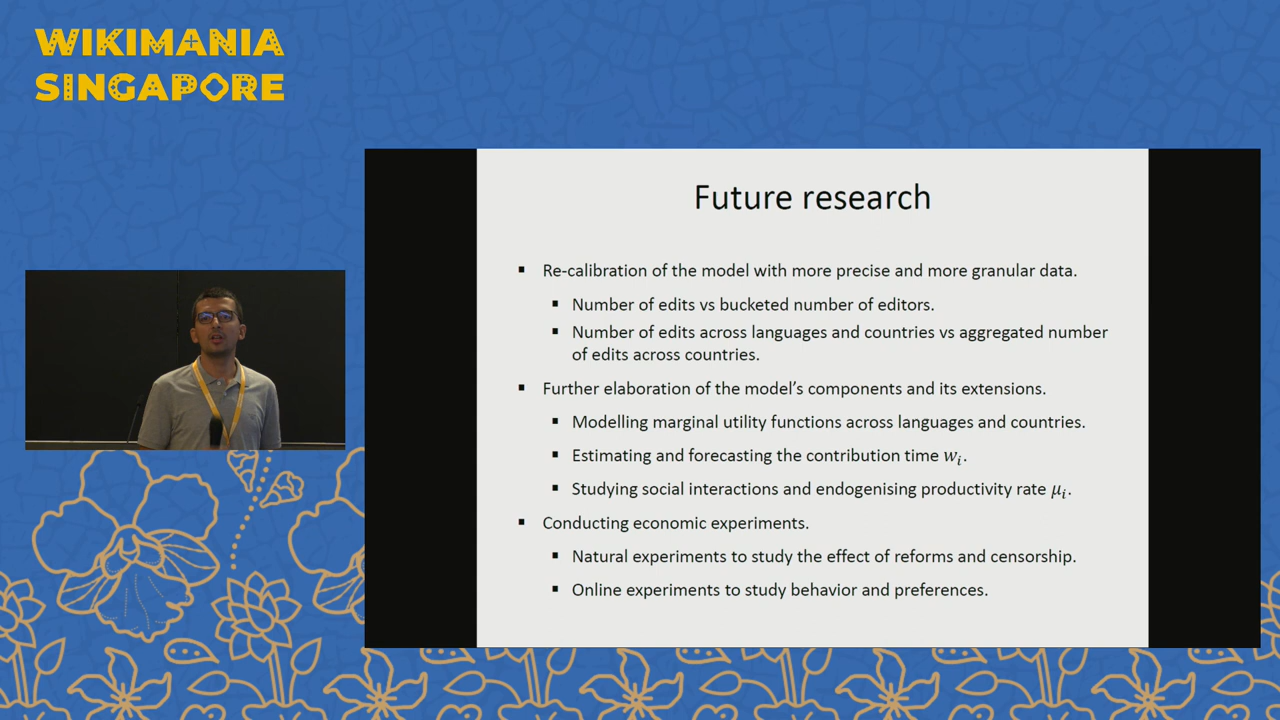 WIKIMANIA
SINGAPORE
Future research
▪ Re-calibration of the model with more precise and more granular data.
▪ Number of edits vs bucketed number of editors.
▪ Number of edits across languages and countries vs aggregated number
of edits across countries.
▪ Further elaboration of the model's components and its extensions.
▪ Modelling marginal utility functions across languages and countries.
▪ Estimating and forecasting the contribution time wᵢ.
▪ Studying social interactions and endogenising productivity rate μᵢ.
▪ Conducting economic experiments.
▪ Natural experiments to study the effect of reforms and censorship.
▪ Online experiments to study behavior and preferences.